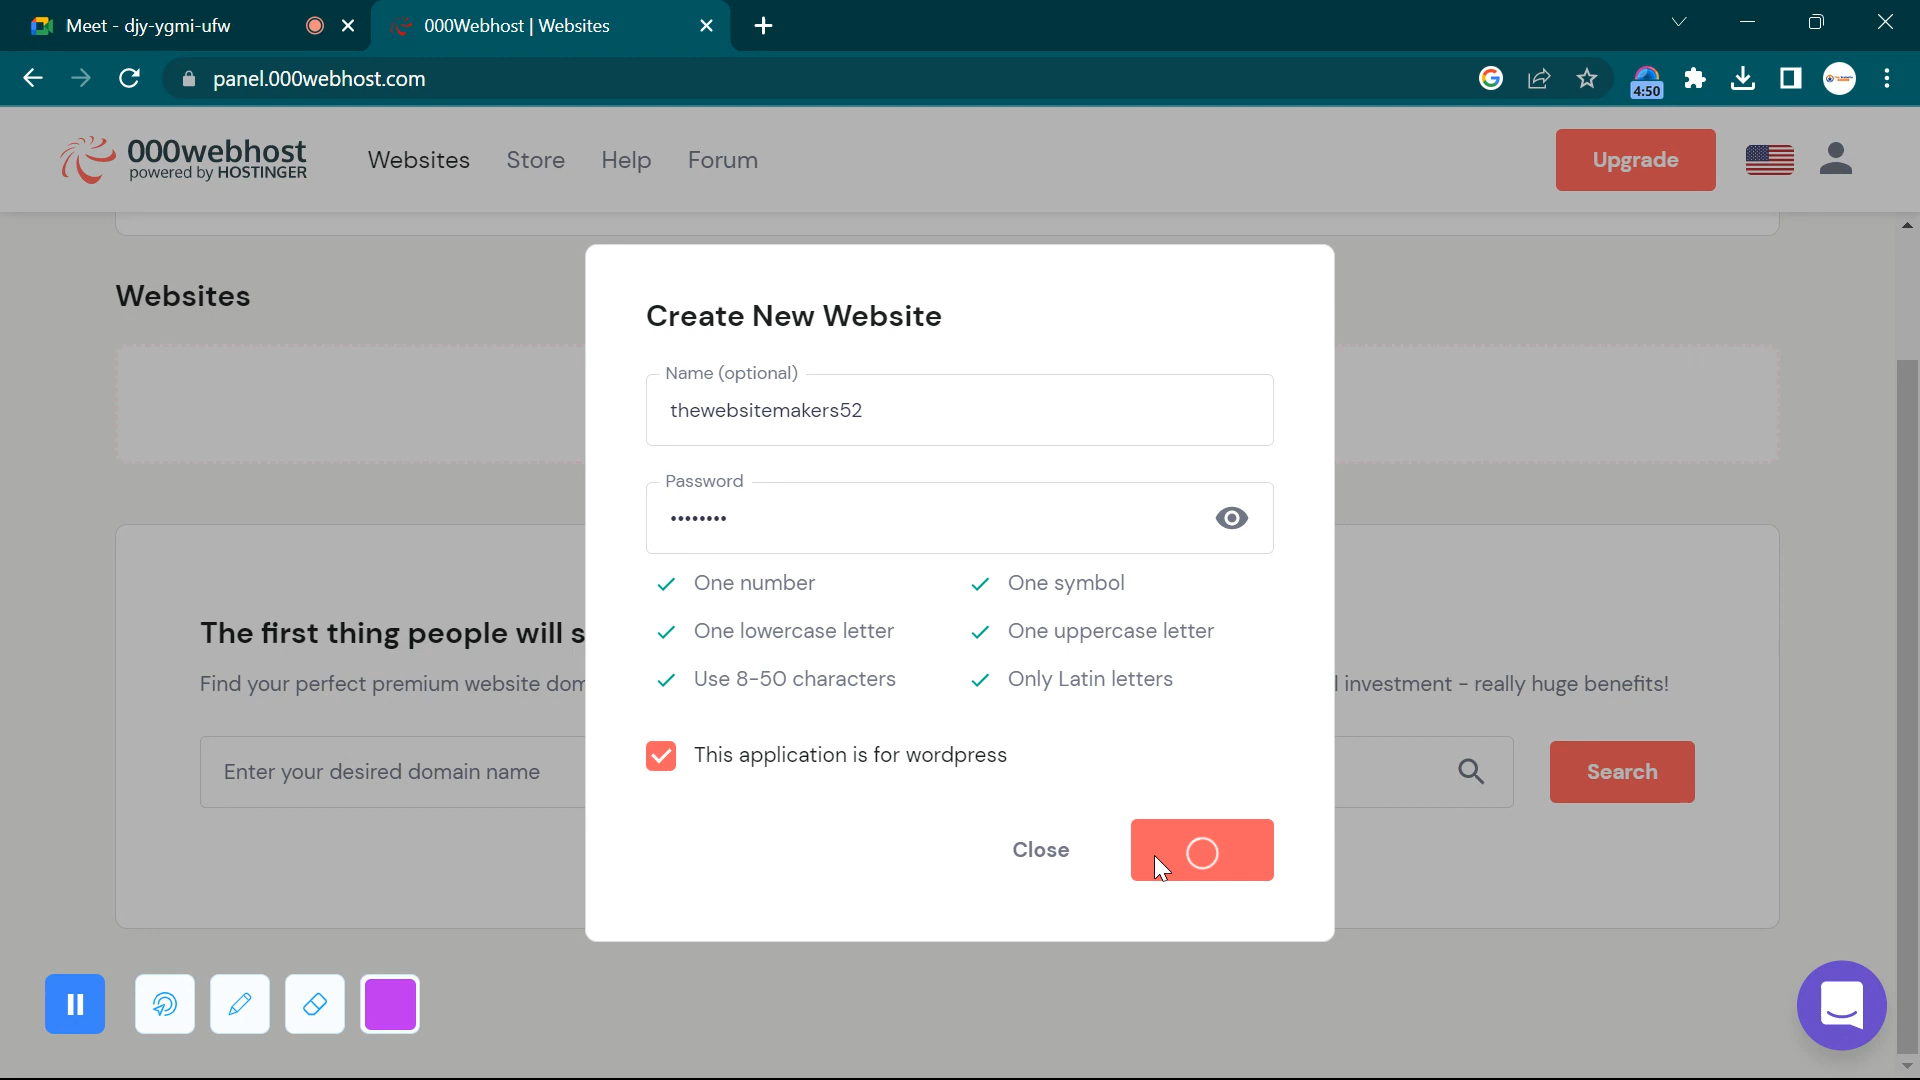 Meet - djy-ygmi-ufw
000Webhost | Websites
panel.000webhost.com
4:50
000webhost
powered by HOSTINGER
Websites
Store
Help
Forum
Upgrade
Websites
Create New Website
Name (optional)
thewebsitemakers52
Password
••••••••
One number
One symbol
One lowercase letter
One uppercase letter
Use 8-50 characters
Only Latin letters
This application is for wordpress
Close
The first thing people will s
Find your perfect premium website dom
l investment - really huge benefits!
Enter your desired domain name
Search